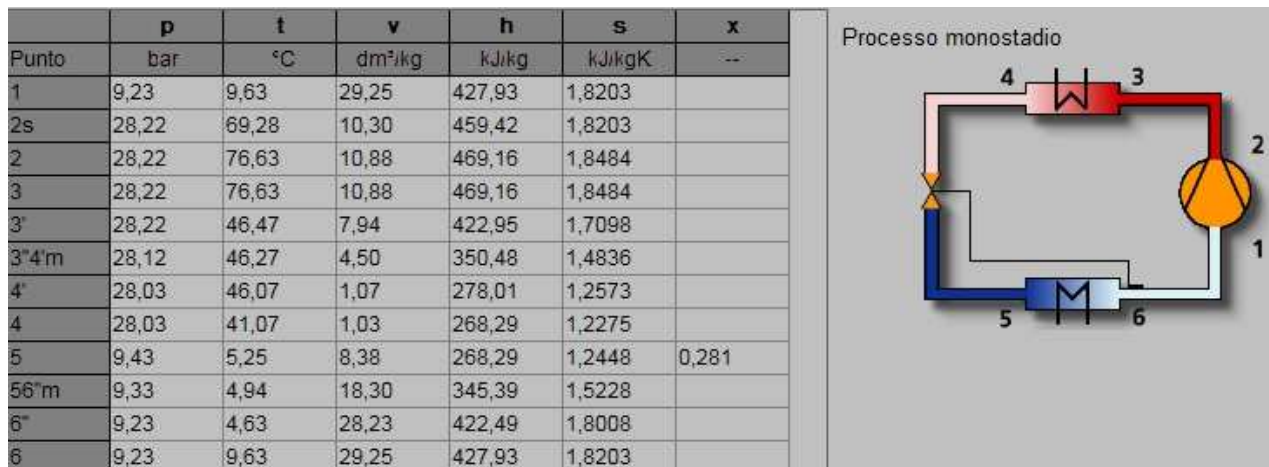 p t v h s x
Punto bar °C dm³/kg kJ/kg kJ/kgK --
1 9,23 9,63 29,25 427,93 1,8203
2s 28,22 69,28 10,30 459,42 1,8203
2 28,22 76,63 10,88 469,16 1,8484
3 28,22 76,63 10,88 469,16 1,8484
3' 28,22 46,47 7,94 422,95 1,7098
3"4'm 28,12 46,27 4,50 350,48 1,4836
4' 28,03 46,07 1,07 278,01 1,2573
4 28,03 41,07 1,03 268,29 1,2275
5 9,43 5,25 8,38 268,29 1,2448 0,281
56"m 9,33 4,94 18,30 345,39 1,5228
6" 9,23 4,63 28,23 422,49 1,8008
6 9,23 9,63 29,25 427,93 1,8203
Processo monostadio
4 3
2
1
5 6